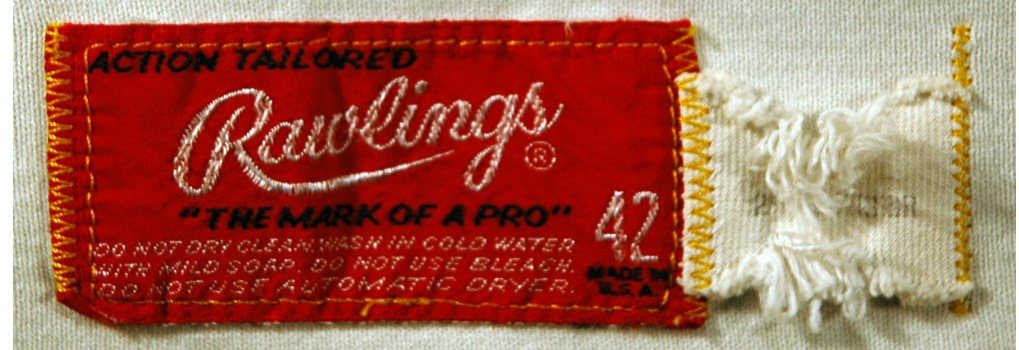 ACTION TAILORED
Rawlings®
"THE MARK OF A PRO"
42
DO NOT DRY CLEAN. WASH IN COLD WATER
WITH MILD SOAP. DO NOT USE BLEACH.
DO NOT USE AUTOMATIC DRYER.
MADE IN
U.S.A.